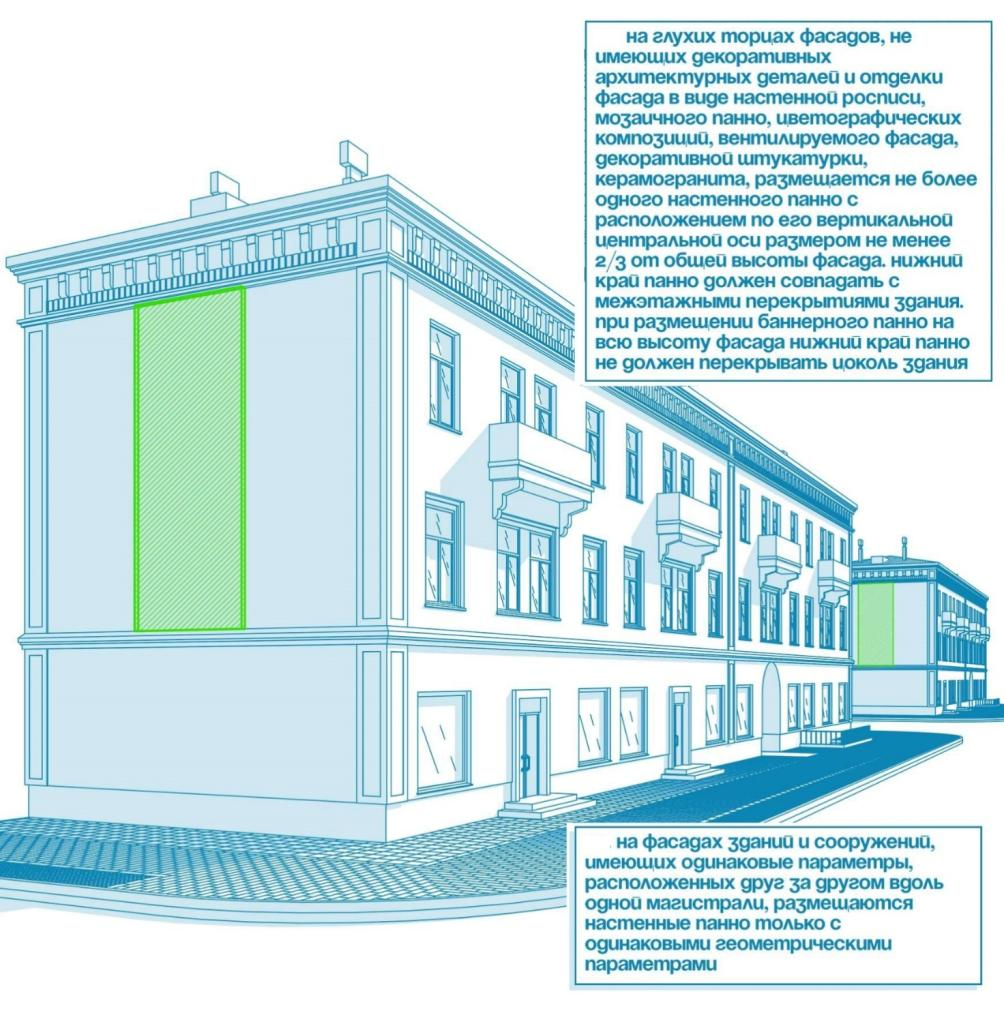 на глухих торцах фасадов, не
имеющих декоративных
архитектурных деталей и отделки
фасада в виде настенной росписи,
мозаичного панно, цветографических
композиций, вентилируемого фасада,
декоративной штукатурки,
керамогранита, размещается не более
одного настенного панно с
расположением по его вертикальной
центральной оси размером не менее
2/3 от общей высоты фасада. нижний
край панно должен совпадать с
межэтажными перекрытиями здания.
при размещении баннерного панно на
всю высоту фасада нижний край панно
не должен перекрывать цоколь здания
на фасадах зданий и сооружений,
имеющих одинаковые параметры,
расположенных друг за другом вдоль
одной магистрали, размещаются
настенные панно только с
одинаковыми геометрическими
параметрами